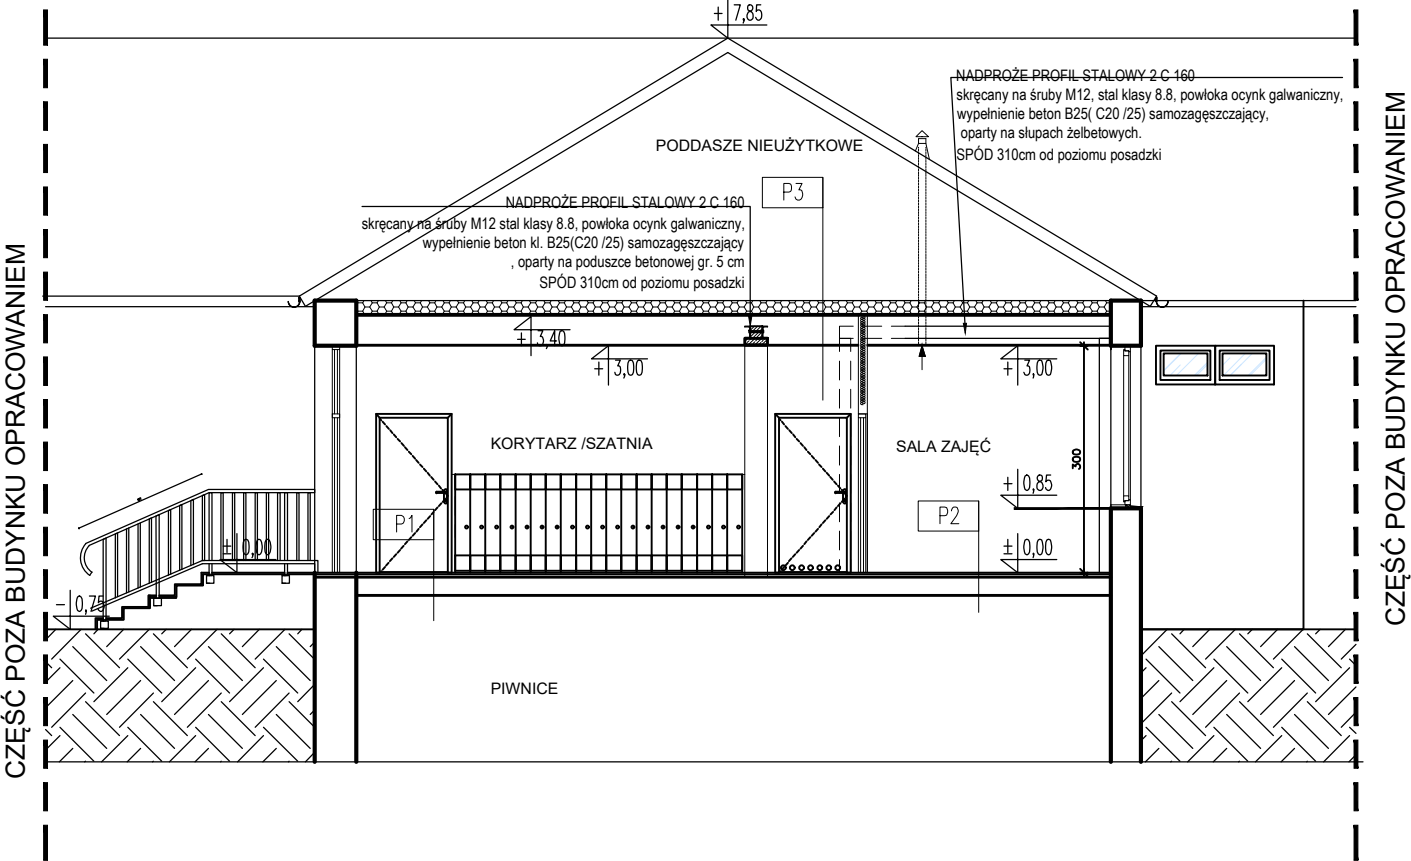 + 7,85
NADPROŻE PROFIL STALOWY 2 C 160
skręcany na śruby M12, stal klasy 8.8, powłoka ocynk galwaniczny,
wypełnienie beton B25( C20 /25) samozagęszczający,
oparty na słupach żelbetowych.
SPÓD 310cm od poziomu posadzki
PODDASZE NIEUŻYTKOWE
P3
NADPROŻE PROFIL STALOWY 2 C 160
skręcany na śruby M12 stal klasy 8.8, powłoka ocynk galwaniczny,
wypełnienie beton kl. B25(C20 /25) samozagęszczający
, oparty na poduszce betonowej gr. 5 cm
SPÓD 310cm od poziomu posadzki
CZĘŚĆ POZA BUDYNKU OPRACOWANIEM
CZĘŚĆ POZA BUDYNKU OPRACOWANIEM
+ 3,40
+ 3,00
+ 3,00
KORYTARZ /SZATNIA
SALA ZAJĘĆ
300
+ 0,85
P1
P2
± 0,00
± 0,00
- 0,75
PIWNICE